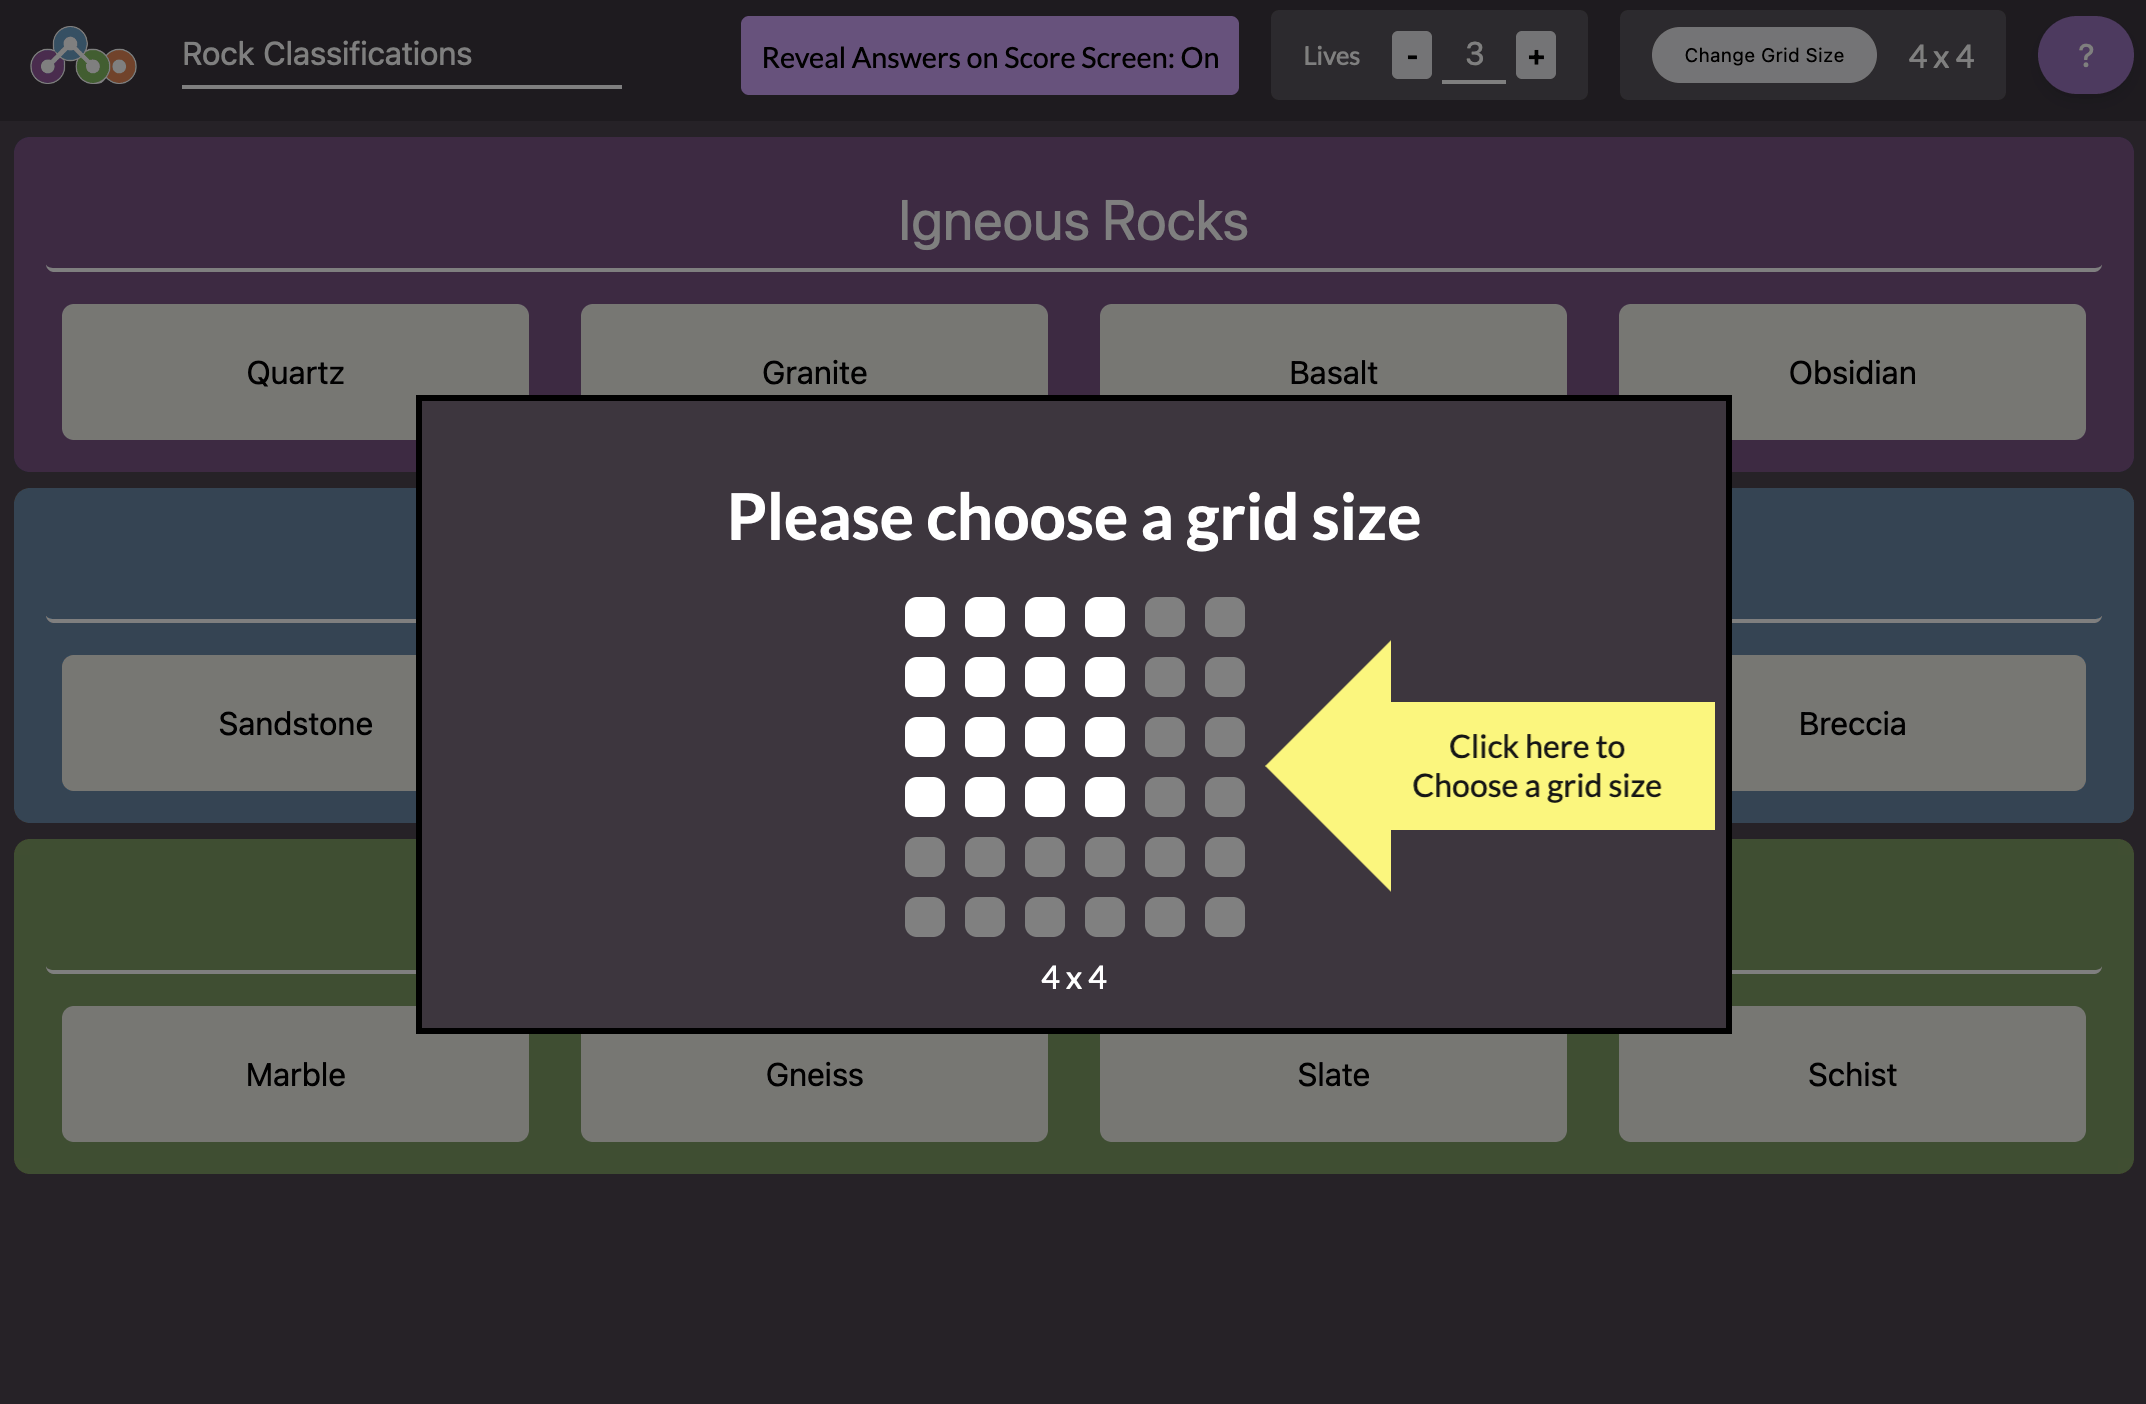 Rock Classifications
Reveal Answers on Score Screen: On
Lives - 3 +
Change Grid Size 4 x 4
?
Igneous Rocks
Quartz Granite Basalt Obsidian
Please choose a grid size
Click here to
Choose a grid size
4 x 4
Sandstone Breccia
Marble Gneiss Slate Schist